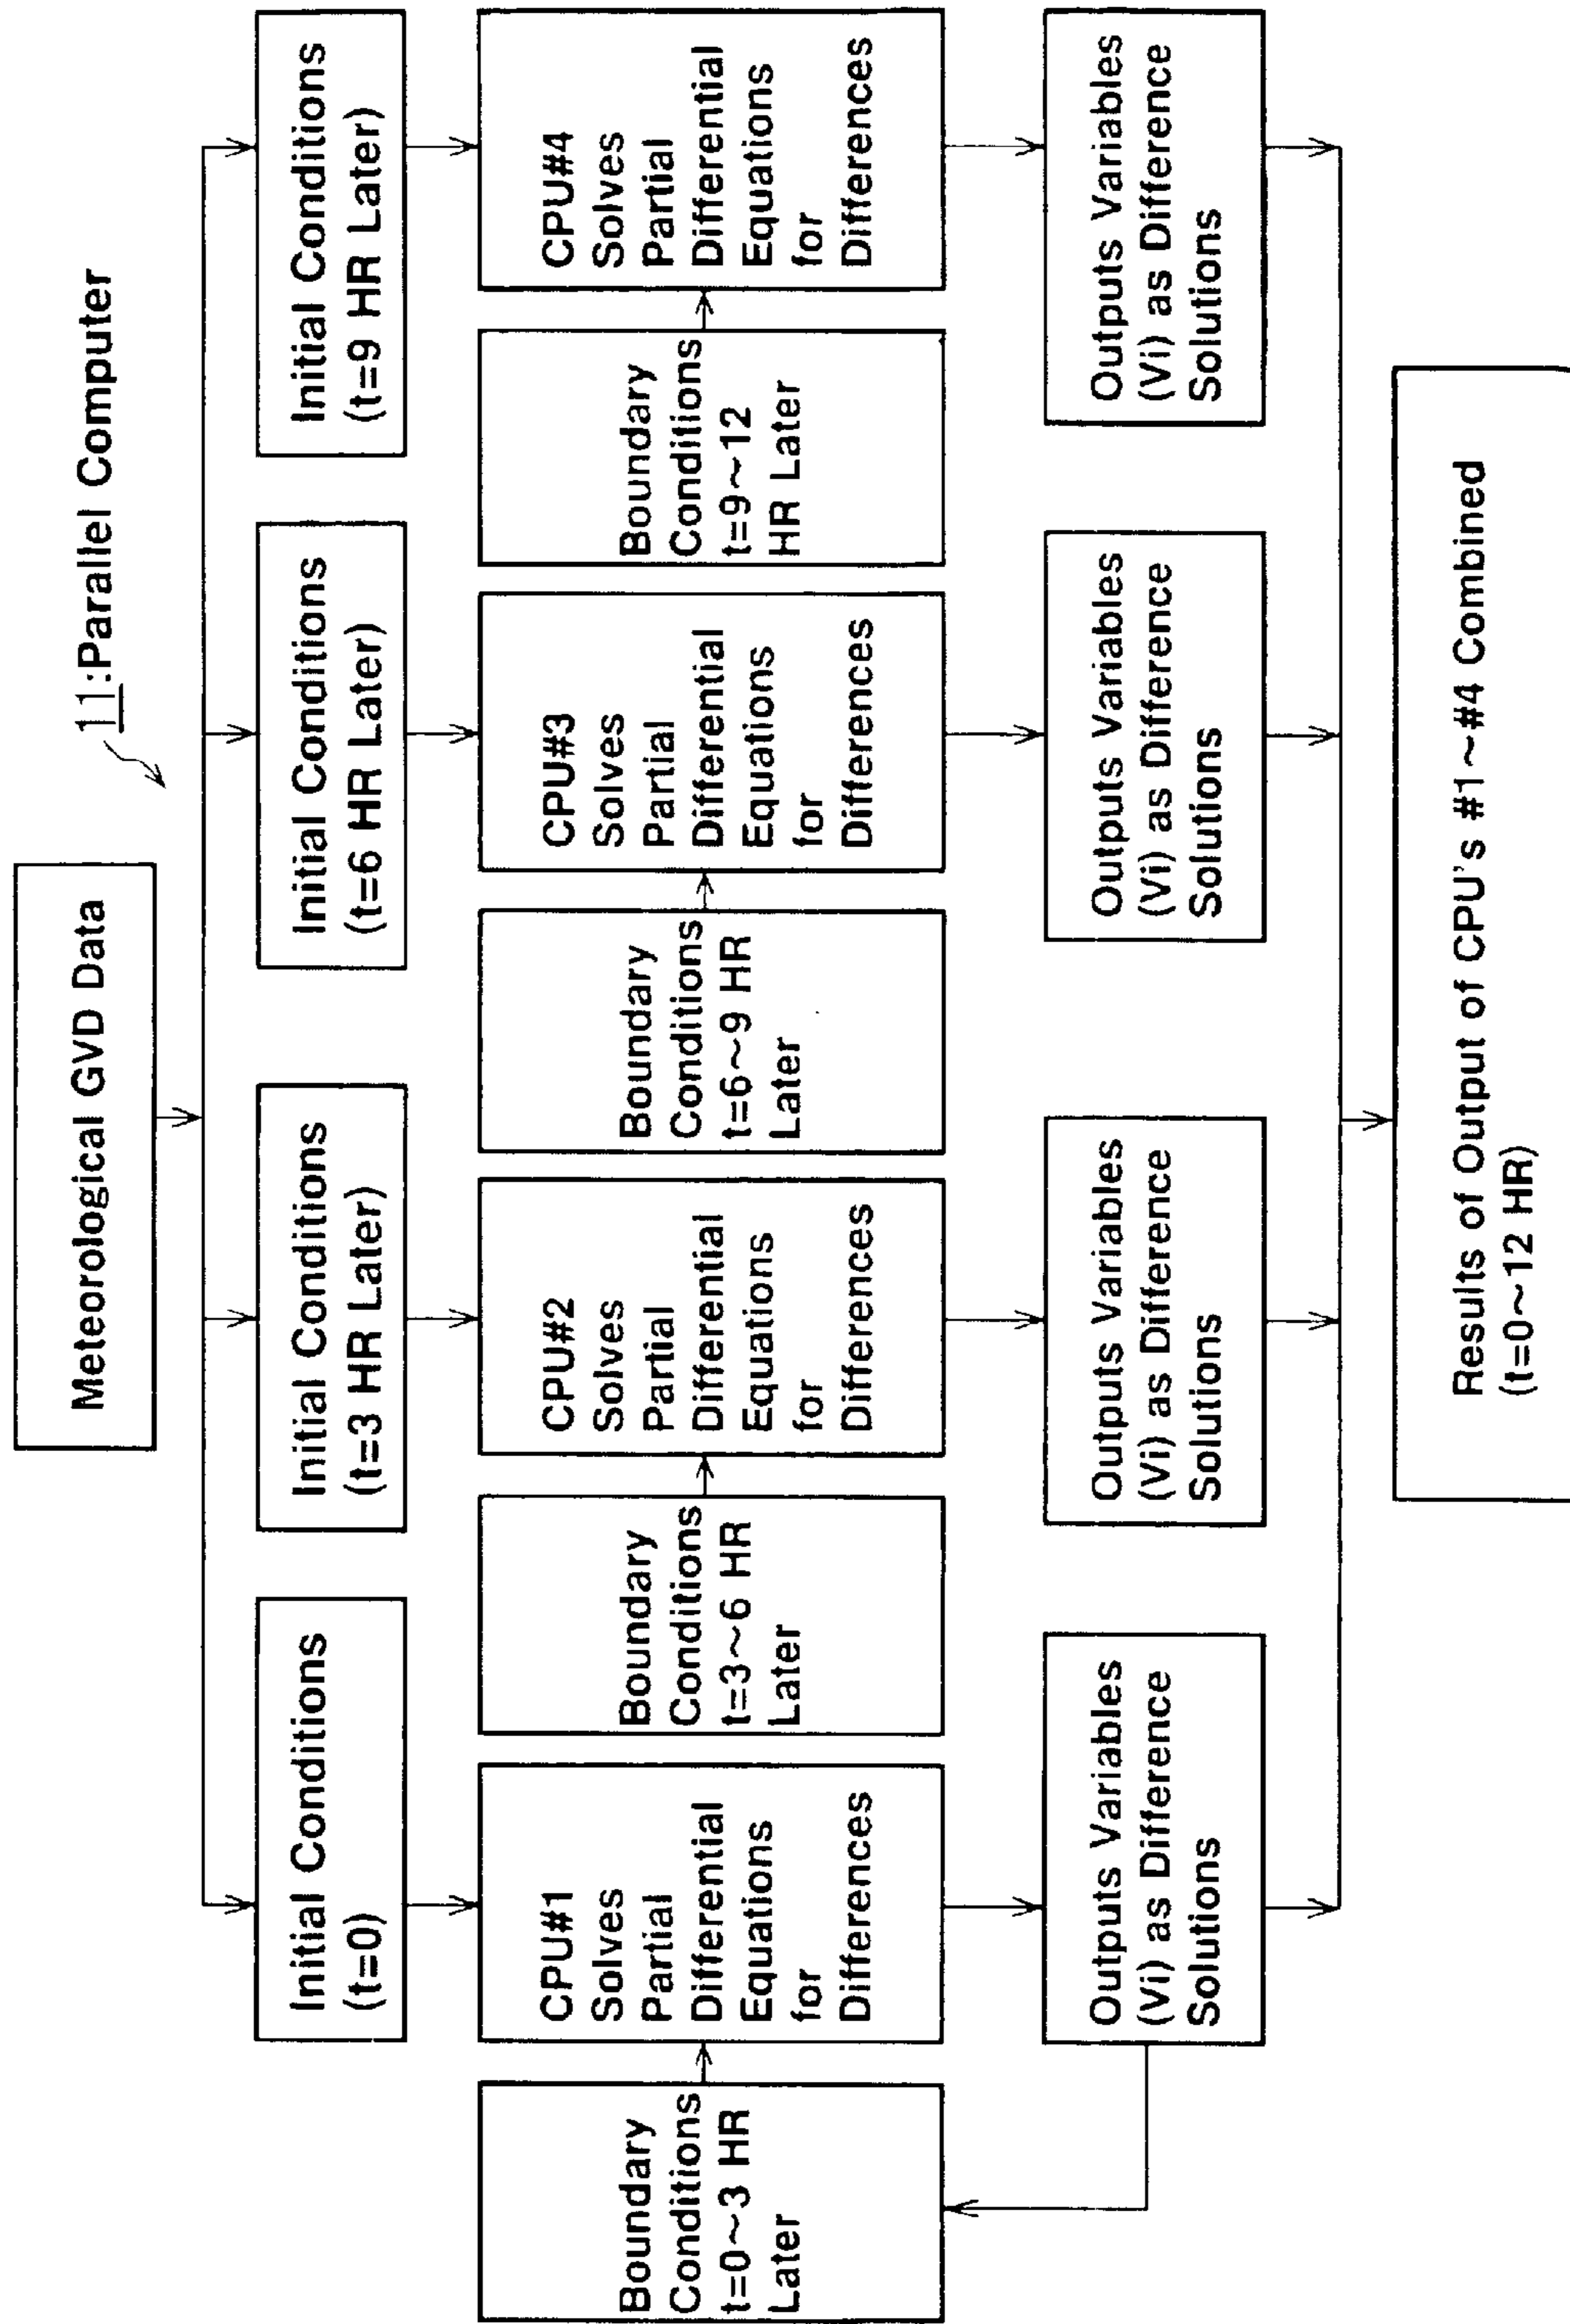 11:Parallel Computer
Meteorological GVD Data
Initial Conditions
(t=0)
Initial Conditions
(t=3 HR Later)
Initial Conditions
(t=6 HR Later)
Initial Conditions
(t=9 HR Later)
Boundary
Conditions
t=0~3 HR
Later
CPU#1
Solves
Partial
Differential
Equations
for
Differences
Boundary
Conditions
t=3~6 HR
Later
CPU#2
Solves
Partial
Differential
Equations
for
Differences
Boundary
Conditions
t=6~9 HR
Later
CPU#3
Solves
Partial
Differential
Equations
for
Differences
Boundary
Conditions
t=9~12
HR Later
CPU#4
Solves
Partial
Differential
Equations
for
Differences
Outputs Variables
(Vi) as Difference
Solutions
Outputs Variables
(Vi) as Difference
Solutions
Outputs Variables
(Vi) as Difference
Solutions
Outputs Variables
(Vi) as Difference
Solutions
Results of Output of CPU's #1~#4 Combined
(t=0~12 HR)